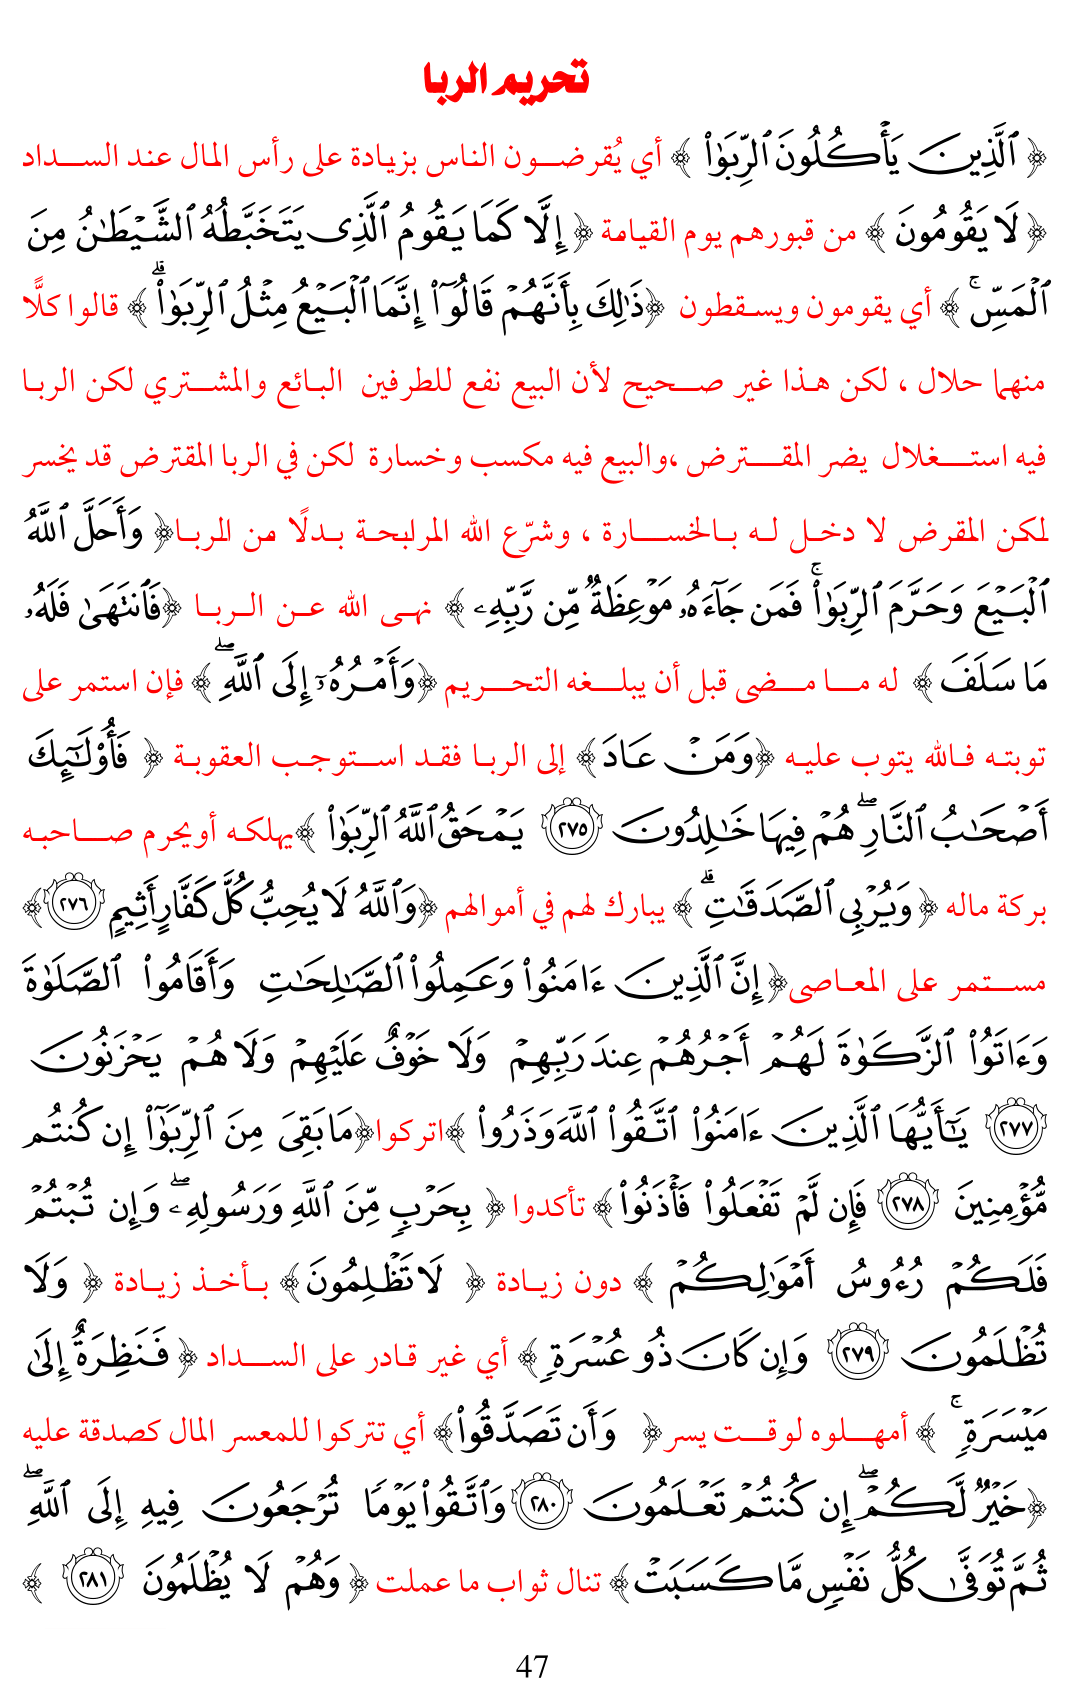 تحريم الربا
﴿ ٱلَّذِينَ يَأۡكُلُونَ ٱلرِّبَوٰاْ ﴾ أي يُقرضون الناس بزيادة على رأس المال عند السداد
﴿ لَا يَقُومُونَ ﴾ من قبورهم يوم القيامة ﴿ إِلَّا كَمَا يَقُومُ ٱلَّذِى يَتَخَبَّطُهُ ٱلشَّيۡطَٰنُ مِنَ
ٱلۡمَسِّۚ ﴾ أي يقومون ويسقطون ﴿ذَٰلِكَ بِأَنَّهُمۡ قَالُوٓاْ إِنَّمَا ٱلۡبَيۡعُ مِثۡلُ ٱلرِّبَوٰاْۗ ﴾ قالوا كلًّا
منهما حلال ، لكن هذا غير صحيح لأن البيع نفع للطرفين البائع والمشتري لكن الربا
فيه استغلال يضر المقترض ،والبيع فيه مكسب وخسارة لكن في الربا المقترض قد يخسر
لمكن المقرض لا دخل له بالخسارة ، وشرّع الله المرابحة بدلًا من المربا﴿ وَأَحَلَّ ٱللَّهُ
ٱلۡبَيۡعَ وَحَرَّمَ ٱلرِّبَوٰاْۚ فَمَن جَآءَهُۥ مَوۡعِظَةٌ مِّن رَّبِّهِۦ ﴾ نهى الله عن الربا ﴿فَٱنتَهَىٰ فَلَهُۥ
مَا سَلَفَ ﴾ له ما مضى قبل أن يبلغه التحريم ﴿وَأَمۡرُهُۥٓ إِلَى ٱللَّهِۖ ﴾ فإن استمر على
توبته فالله يتوب عليه ﴿وَمَنۡ عَادَ﴾ إلى الربا فقد استوجب العقوبة ﴿ فَأُوْلَٰٓئِكَ
أَصۡحَٰبُ ٱلنَّارِۖ هُمۡ فِيهَا خَٰلِدُونَ ٢٧٥ يَمۡحَقُ ٱللَّهُ ٱلرِّبَوٰاْ ﴾يهلكه أويحرم صاحبه
بركة ماله ﴿ وَيُرۡبِى ٱلصَّدَقَٰتِۗ ﴾ يبارك لهم في أموالهم ﴿وَٱللَّهُ لَا يُحِبُّ كُلَّ كَفَّارٍ أَثِيمٍ ٢٧٦﴾
مستمر على المعاصى﴿ إِنَّ ٱلَّذِينَ ءَامَنُواْ وَعَمِلُواْ ٱلصَّٰلِحَٰتِ وَأَقَامُواْ ٱلصَّلَوٰةَ
وَءَاتَوُاْ ٱلزَّكَوٰةَ لَهُمۡ أَجۡرُهُمۡ عِندَ رَبِّهِمۡ وَلَا خَوۡفٌ عَلَيۡهِمۡ وَلَا هُمۡ يَحۡزَنُونَ
٢٧٧ يَٰٓأَيُّهَا ٱلَّذِينَ ءَامَنُواْ ٱتَّقُواْ ٱللَّهَ وَذَرُواْ ﴾اتركوا﴿مَا بَقِىَ مِنَ ٱلرِّبَوٰٓاْ إِن كُنتُم
مُّؤۡمِنِينَ ٢٧٨ فَإِن لَّمۡ تَفۡعَلُواْ فَأۡذَنُواْ﴾ تأكدوا ﴿ بِحَرۡبٍ مِّنَ ٱللَّهِ وَرَسُولِهِۦۖ وَإِن تُبۡتُمۡ
فَلَكُمۡ رُءُوسُ أَمۡوَٰلِكُمۡ ﴾ دون زيادة ﴿ لَا تَظۡلِمُونَ﴾ بأخذ زيادة ﴿ وَلَا
تُظۡلَمُونَ ٢٧٩ وَإِن كَانَ ذُو عُسۡرَةٍ ﴾ أي غير قادر على السداد ﴿ فَنَظِرَةٌ إِلَىٰ
مَيۡسَرَةٍۚ ﴾ أمهلوه لوقت يسر﴿ وَأَن تَصَدَّقُواْ﴾ أي تتركوا للمعسر المال كصدقة عليه
﴿خَيۡرٌ لَّكُمۡۖ إِن كُنتُمۡ تَعۡلَمُونَ ٢٨٠ وَٱتَّقُواْ يَوۡمًا تُرۡجَعُونَ فِيهِ إِلَى ٱللَّهِۖ
ثُمَّ تُوَفَّىٰ كُلُّ نَفۡسٍ مَّا كَسَبَتۡ﴾ تنال ثواب ما عملت ﴿ وَهُمۡ لَا يُظۡلَمُونَ ٢٨١ ﴾
47